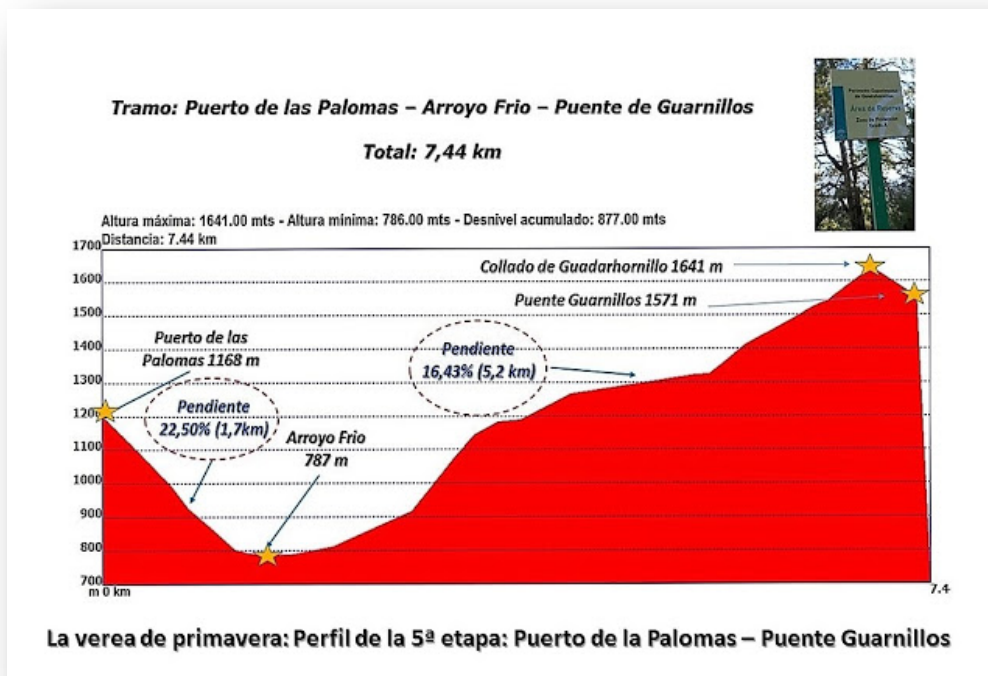 Tramo: Puerto de las Palomas – Arroyo Frio – Puente de Guarnillos
Total: 7,44 km
Area de Reserva
Altura máxima: 1641.00 mts - Altura mínima: 786.00 mts - Desnivel acumulado: 877.00 mts
Distancia: 7.44 km
1700
1600
1500
1400
1300
1200
1100
1000
900
800
700
m 0 km
7.4
Collado de Guadarhornillo 1641 m
Puente Guarnillos 1571 m
Puerto de las
Palomas 1168 m
Pendiente
22,50% (1,7km)
Arroyo Frio
787 m
Pendiente
16,43% (5,2 km)
La verea de primavera: Perfil de la 5ª etapa: Puerto de la Palomas – Puente Guarnillos